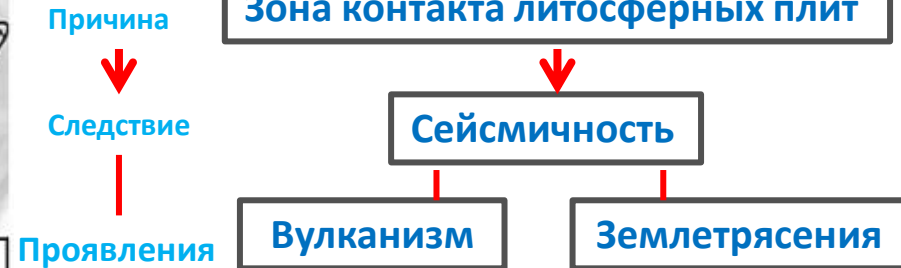 Причина
Зона контакта литосферных плит
Следствие
Сейсмичность
Проявления
Вулканизм
Землетрясения